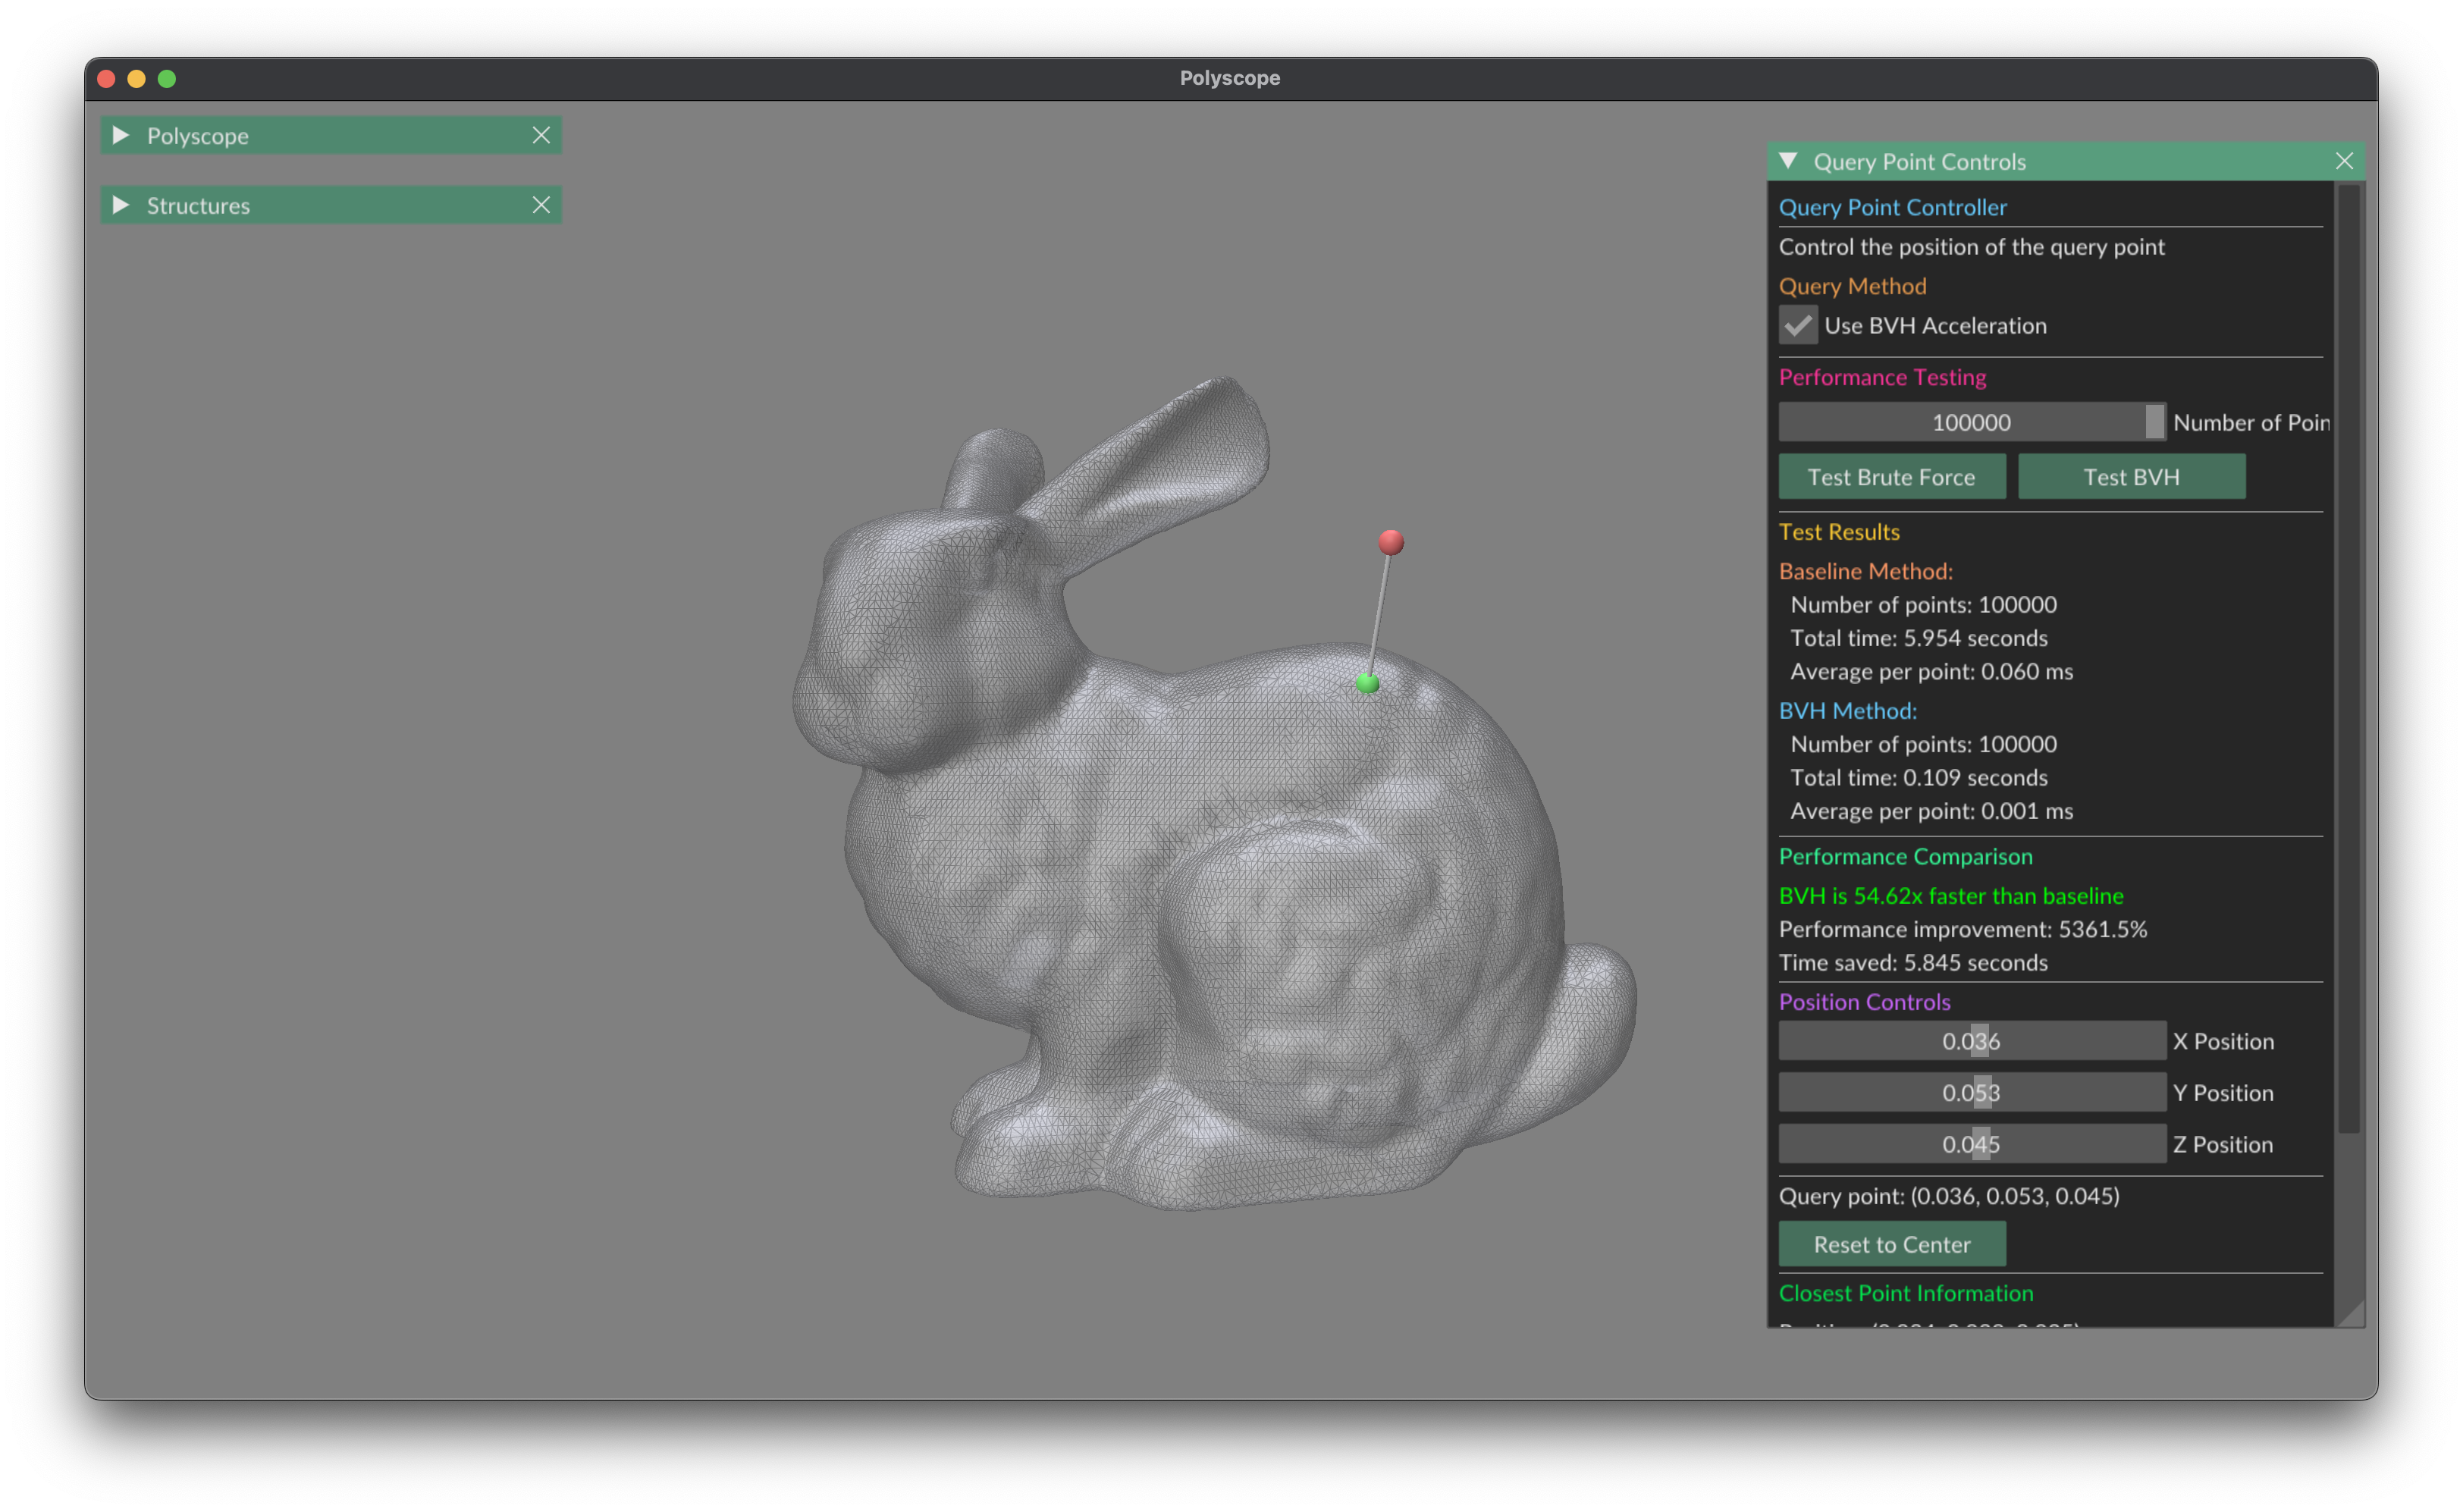 Polyscope
Polyscope
Structures
Query Point Controls
Query Point Controller
Control the position of the query point
Query Method
Use BVH Acceleration
Performance Testing
100000 Number of Poin
Test Brute Force Test BVH
Test Results
Baseline Method:
Number of points: 100000
Total time: 5.954 seconds
Average per point: 0.060 ms
BVH Method:
Number of points: 100000
Total time: 0.109 seconds
Average per point: 0.001 ms
Performance Comparison
BVH is 54.62x faster than baseline
Performance improvement: 5361.5%
Time saved: 5.845 seconds
Position Controls
0.036 X Position
0.053 Y Position
0.045 Z Position
Query point: (0.036, 0.053, 0.045)
Reset to Center
Closest Point Information